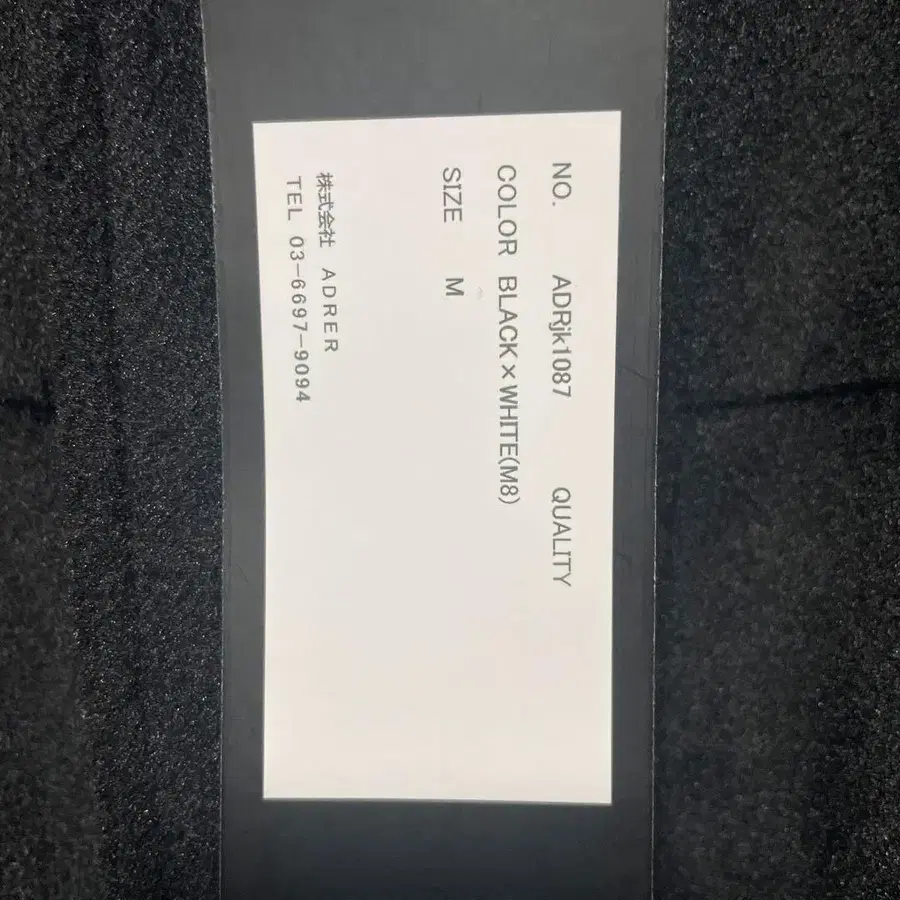 NO. ADRjk1087 QUALITY
COLOR BLACK×WHITE(M8)
SIZE M
株式会社 ADRER
TEL 03-6697-9094